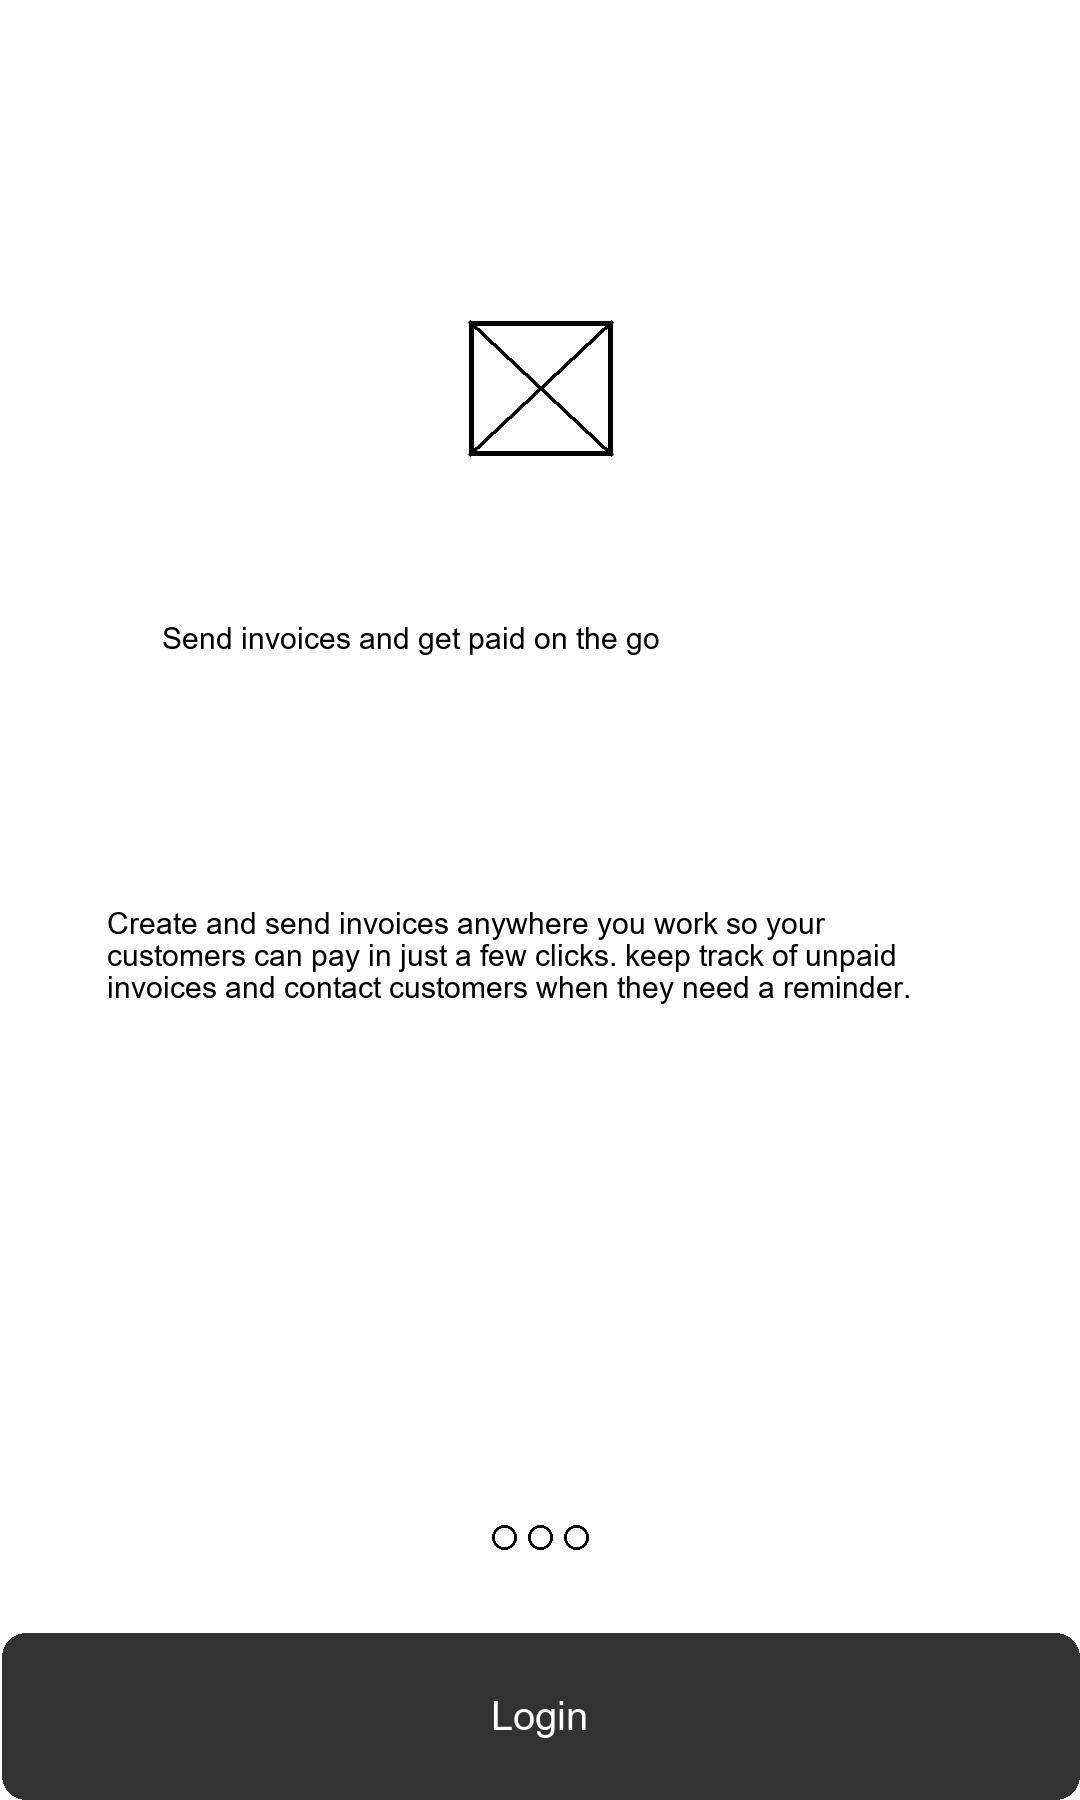 Send invoices and get paid on the go
Create and send invoices anywhere you work so your
customers can pay in just a few clicks. keep track of unpaid
invoices and contact customers when they need a reminder.
Login